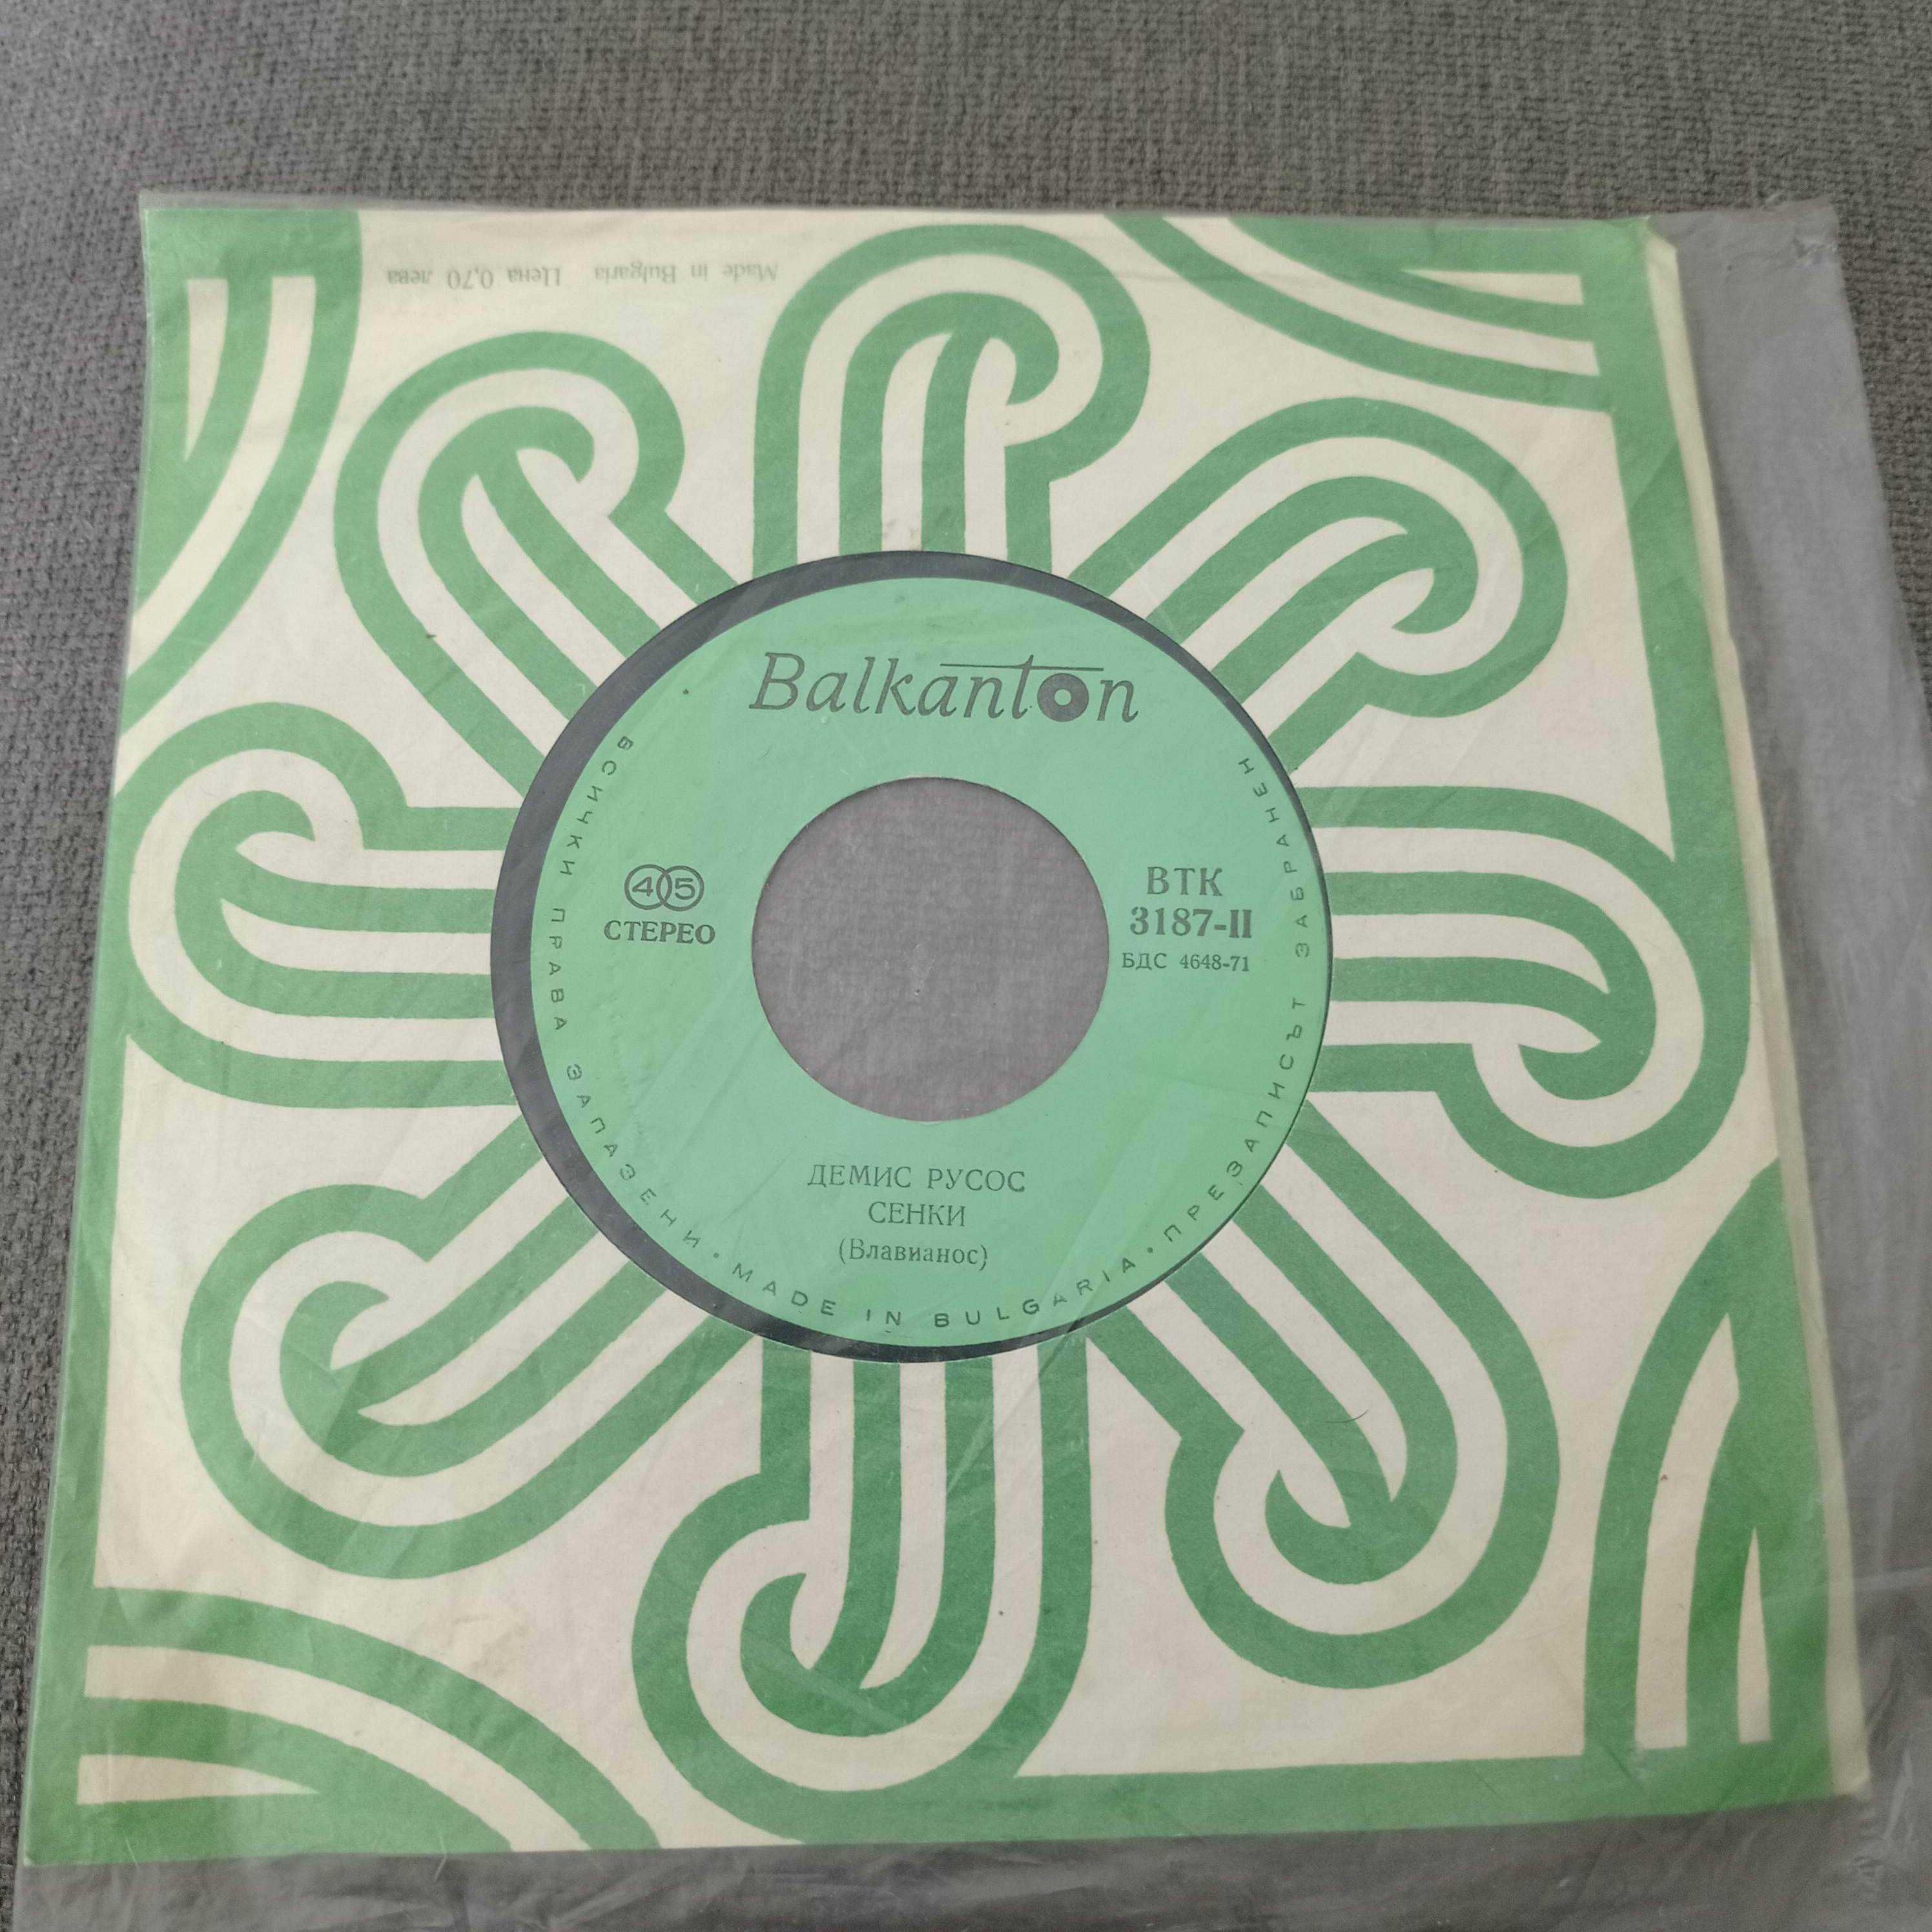 Made in Bulgaria Цена 0,70 лева
Balkanton
45
СТЕРЕО
ВТК
3187-II
БДС 4648-71
ДЕМИС РУСОС
СЕНКИ
(Влавианос)
ВСИЧКИ ПРАВА ЗАПАЗЕНИ • MADE IN BULGARIA • ПРЕЗАПИСЪТ ЗАБРАНЕН